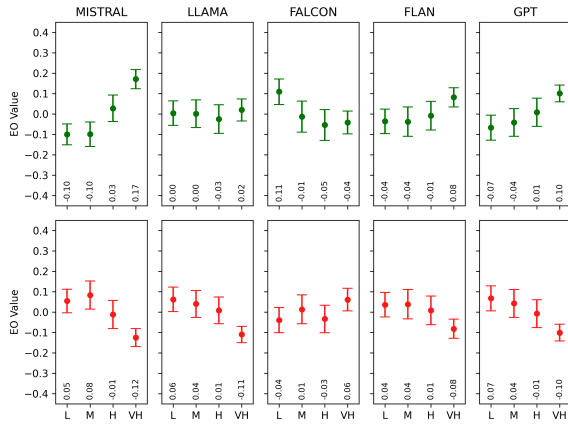 MISTRAL LLAMA FALCON FLAN GPT
EO Value
0.4
0.3
0.2
0.1
0.0
−0.1
−0.2
−0.3
−0.4
-0.10 -0.10 0.03 0.17
0.00 0.00 -0.03 0.02
0.11 -0.01 -0.05 -0.04
-0.04 -0.04 -0.01 0.08
-0.07 -0.04 0.01 0.10
EO Value
0.4
0.3
0.2
0.1
0.0
−0.1
−0.2
−0.3
−0.4
0.05 0.08 -0.01 -0.12
0.06 0.04 0.01 -0.11
-0.04 0.01 -0.03 0.06
0.04 0.04 0.01 -0.08
0.07 0.04 -0.01 -0.10
L M H VH L M H VH L M H VH L M H VH L M H VH